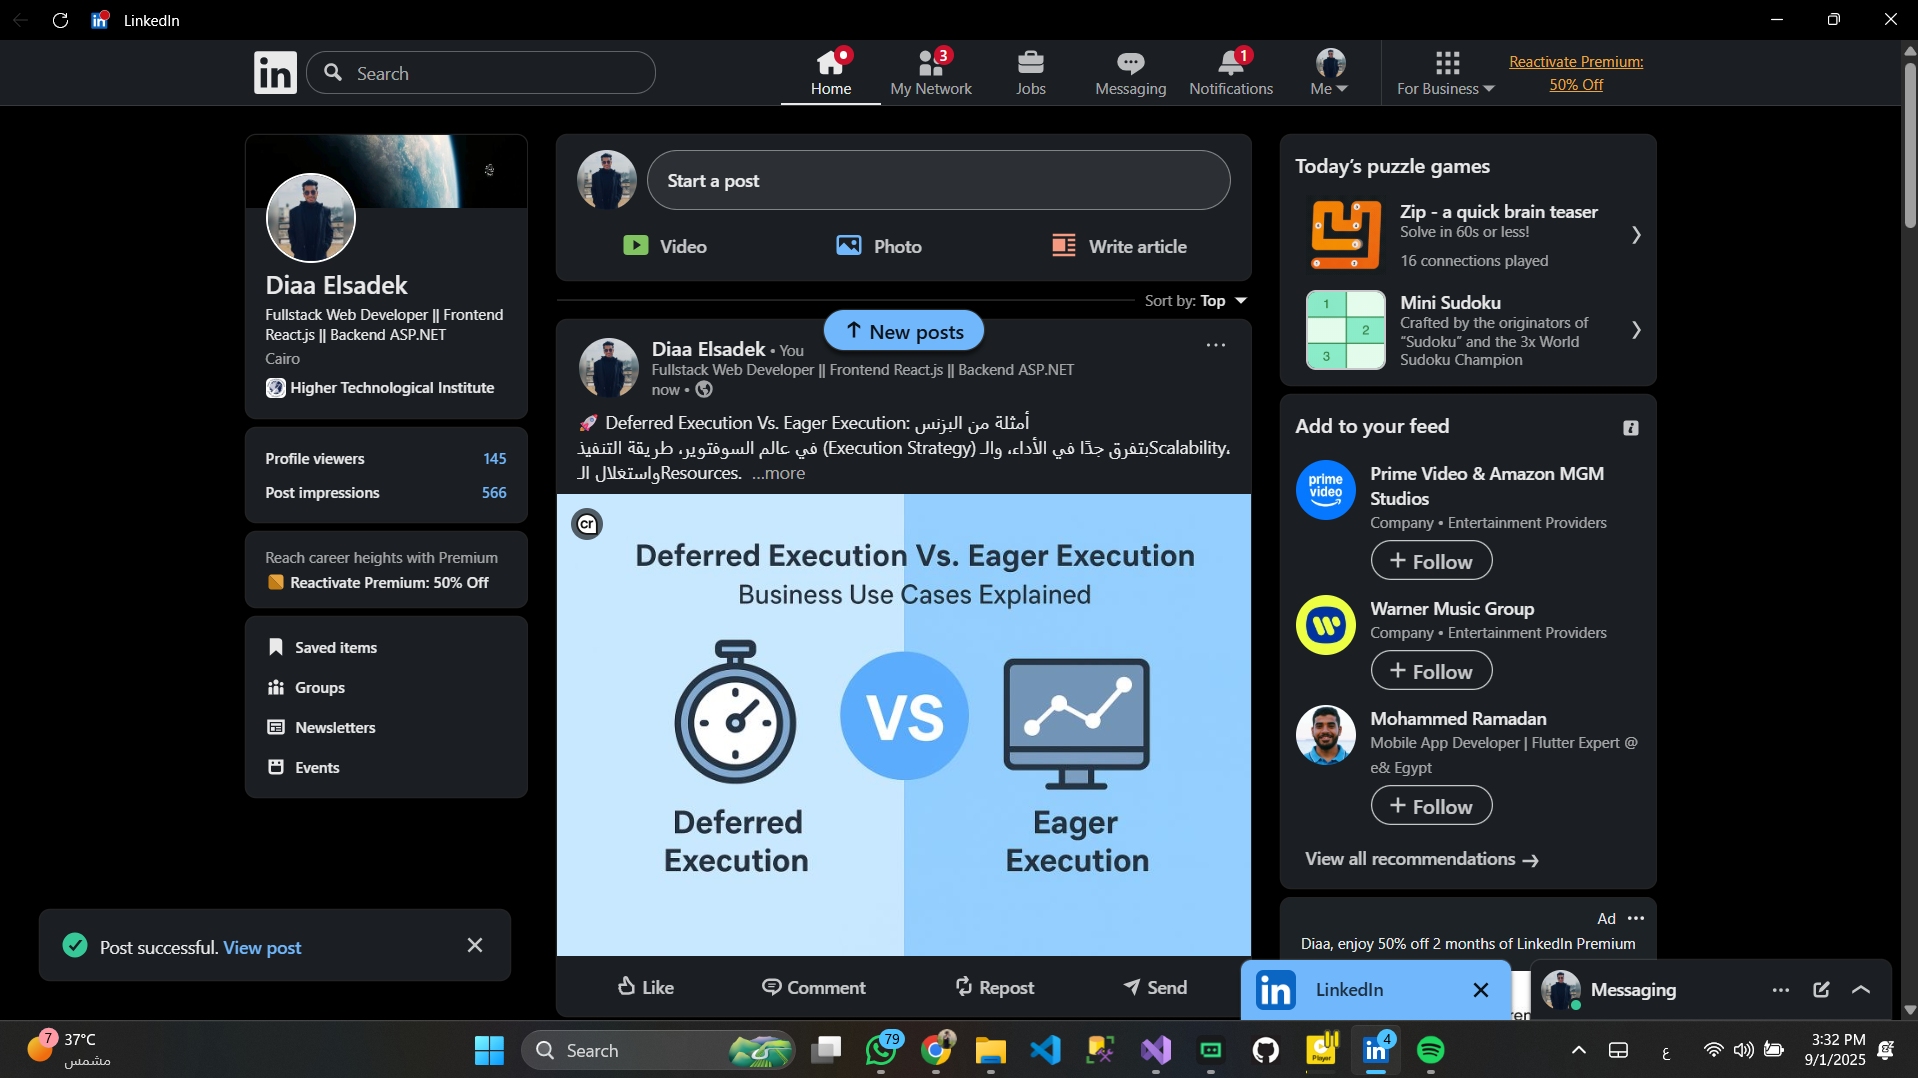 LinkedIn
in
Search
Home
3
My Network
Jobs
Messaging
1
Notifications
Me
For Business
Reactivate Premium:
50% Off
Diaa Elsadek
Fullstack Web Developer || Frontend
React.js || Backend ASP.NET
Cairo
Higher Technological Institute
Profile viewers 145
Post impressions 566
Reach career heights with Premium
Reactivate Premium: 50% Off
Saved items
Groups
Newsletters
Events
Post successful. View post
Start a post
Video
Photo
Write article
Sort by: Top
New posts
Diaa Elsadek • You
Fullstack Web Developer || Frontend React.js || Backend ASP.NET
now •
🚀 Deferred Execution Vs. Eager Execution: أمثلة من البزنس
في عالم السوفتوير، طريقة التنفيذ (Execution Strategy) بتفرق جدًا في الأداء، والـ Scalability،
واستغلال الـ Resources. …more
cr
Deferred Execution Vs. Eager Execution
Business Use Cases Explained
VS
Deferred
Execution
Eager
Execution
Like
Comment
Repost
Send
Today's puzzle games
Zip - a quick brain teaser
Solve in 60s or less!
16 connections played
1
2
3
Mini Sudoku
Crafted by the originators of
"Sudoku" and the 3x World
Sudoku Champion
Add to your feed
prime
video
Prime Video & Amazon MGM
Studios
Company • Entertainment Providers
+ Follow
Warner Music Group
Company • Entertainment Providers
+ Follow
Mohammed Ramadan
Mobile App Developer | Flutter Expert @
e& Egypt
+ Follow
View all recommendations →
Ad
Diaa, enjoy 50% off 2 months of LinkedIn Premium
in
LinkedIn
Messaging
7
37°C
مشمس
Search
79
Player
in
4
ع
3:32 PM
9/1/2025